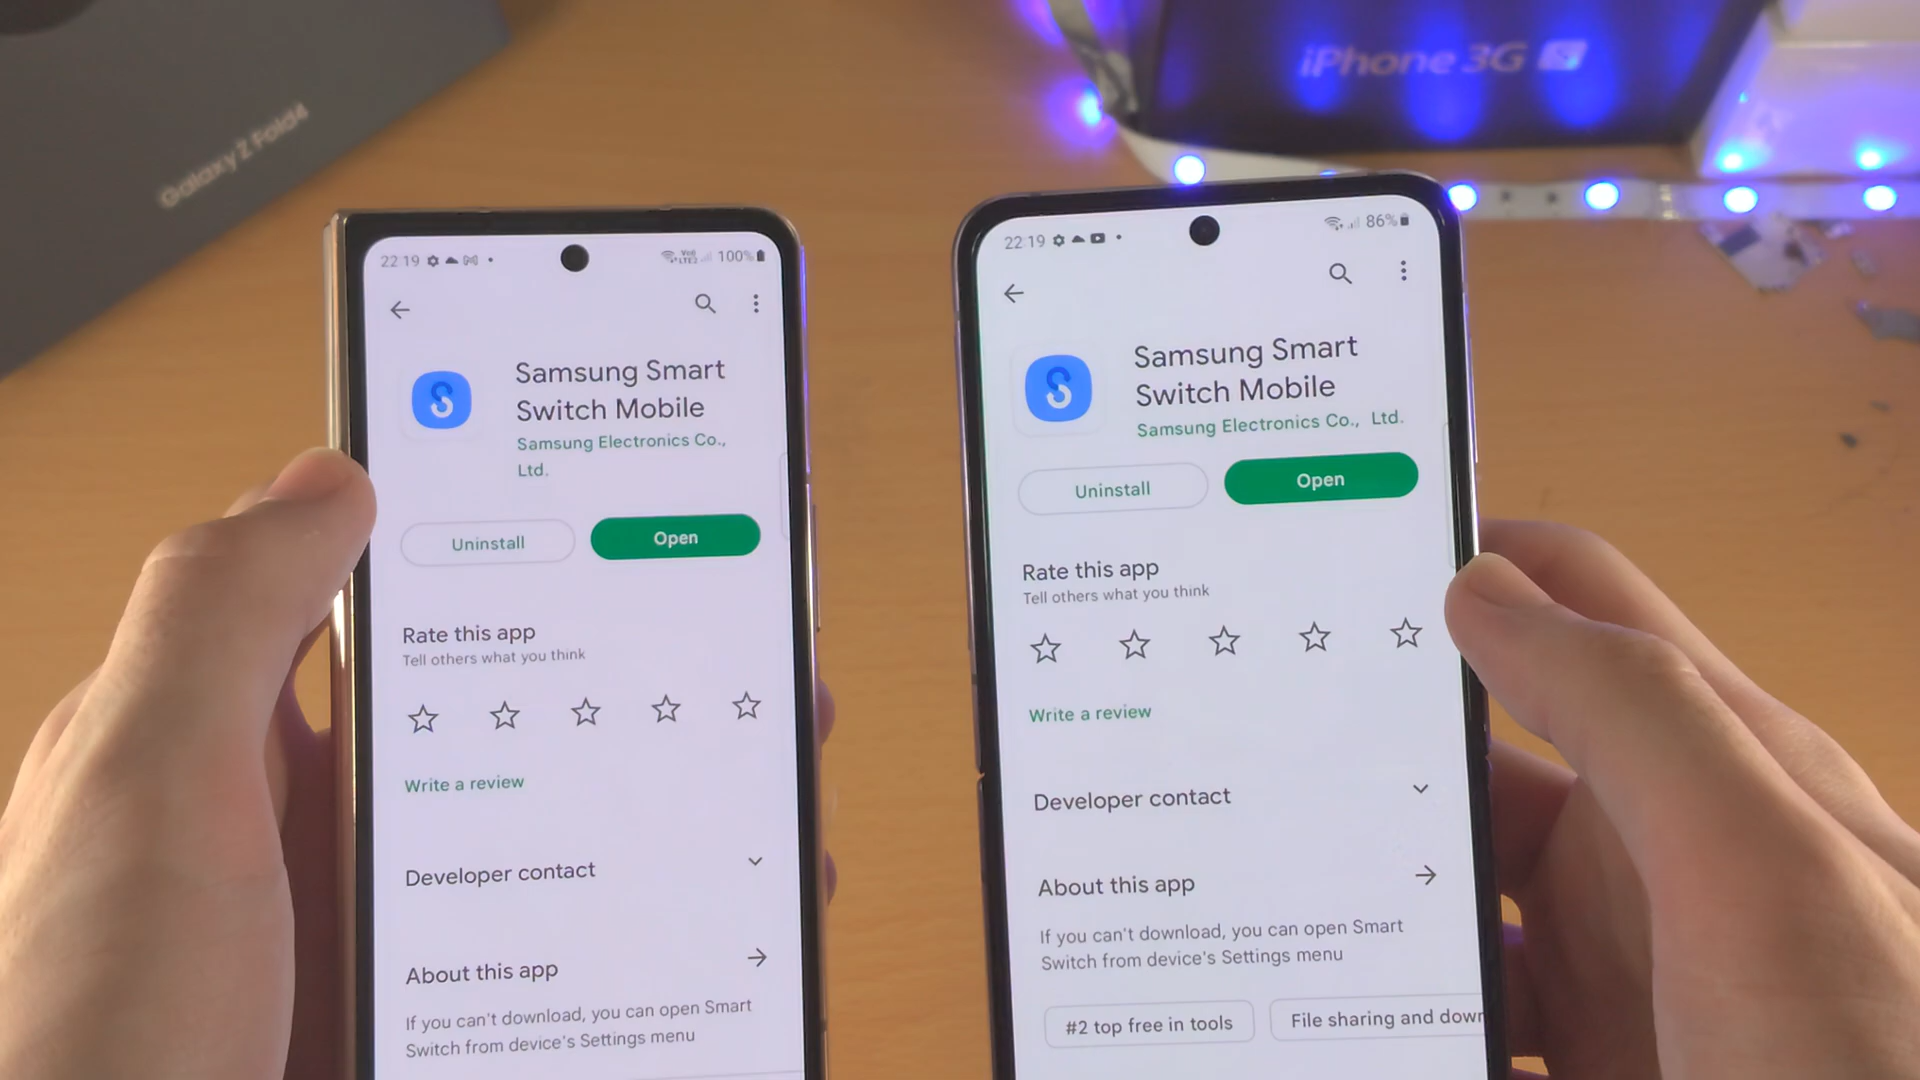 Galaxy Z Fold4
iPhone 3G S
22:19
100%
Samsung Smart
Switch Mobile
Samsung Electronics Co.,
Ltd.
Uninstall
Open
Rate this app
Tell others what you think
Write a review
Developer contact
About this app
If you can't download, you can open Smart
Switch from device's Settings menu
22:19
86%
Samsung Smart
Switch Mobile
Samsung Electronics Co., Ltd.
Uninstall
Open
Rate this app
Tell others what you think
Write a review
Developer contact
About this app
If you can't download, you can open Smart
Switch from device's Settings menu
#2 top free in tools
File sharing and